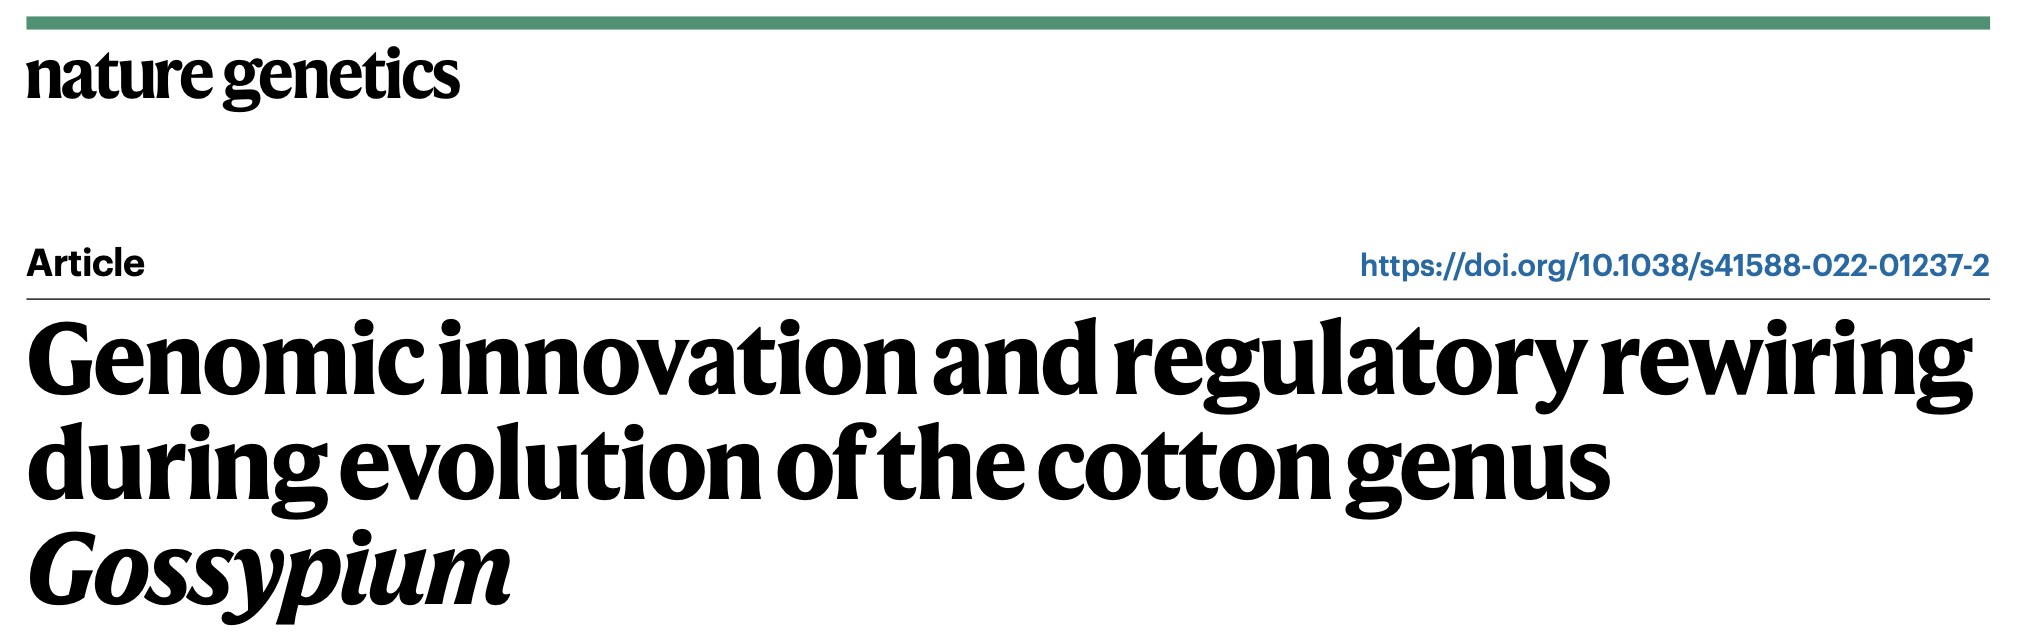 nature genetics
Article
https://doi.org/10.1038/s41588-022-01237-2
Genomic innovation and regulatory rewiring
during evolution of the cotton genus
Gossypium